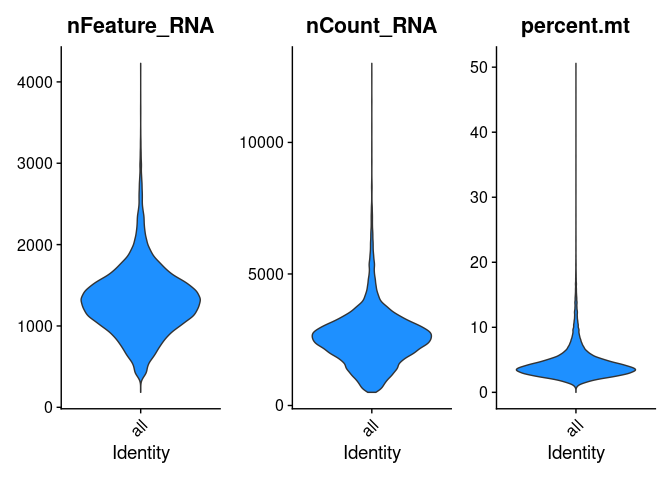 nFeature_RNA
4000
3000
2000
1000
0
all
Identity
nCount_RNA
10000
5000
0
all
Identity
percent.mt
50
40
30
20
10
0
all
Identity